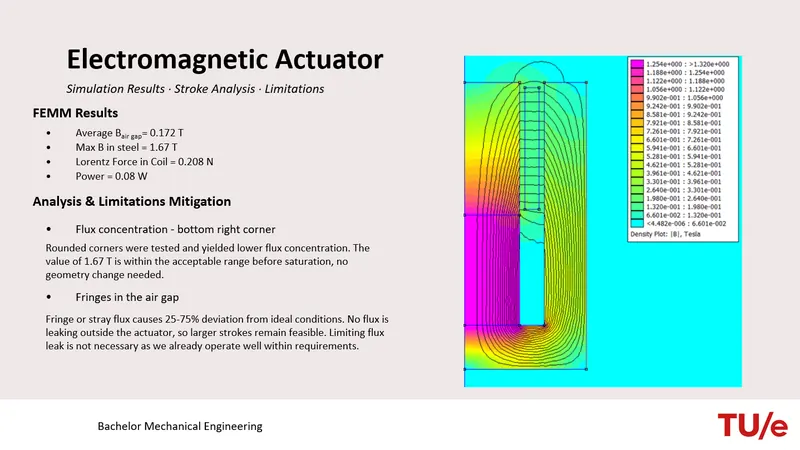 Electromagnetic Actuator
Simulation Results · Stroke Analysis · Limitations
FEMM Results
• Average Bair gap= 0.172 T
• Max B in steel = 1.67 T
• Lorentz Force in Coil = 0.208 N
• Power = 0.08 W
Analysis & Limitations Mitigation
• Flux concentration - bottom right corner
Rounded corners were tested and yielded lower flux concentration. The
value of 1.67 T is within the acceptable range before saturation, no
geometry change needed.
• Fringes in the air gap
Fringe or stray flux causes 25-75% deviation from ideal conditions. No flux is
leaking outside the actuator, so larger strokes remain feasible. Limiting flux
leak is not necessary as we already operate well within requirements.
1.254e+000 : >1.320e+000
1.188e+000 : 1.254e+000
1.122e+000 : 1.188e+000
1.056e+000 : 1.122e+000
9.902e-001 : 1.056e+000
9.242e-001 : 9.902e-001
8.581e-001 : 9.242e-001
7.921e-001 : 8.581e-001
7.261e-001 : 7.921e-001
6.601e-001 : 7.261e-001
5.941e-001 : 6.601e-001
5.281e-001 : 5.941e-001
4.621e-001 : 5.281e-001
3.961e-001 : 4.621e-001
3.301e-001 : 3.961e-001
2.640e-001 : 3.301e-001
1.980e-001 : 2.640e-001
1.320e-001 : 1.980e-001
6.601e-002 : 1.320e-001
<4.482e-006 : 6.601e-002
Density Plot: |B|, Tesla
Bachelor Mechanical Engineering
TU/e